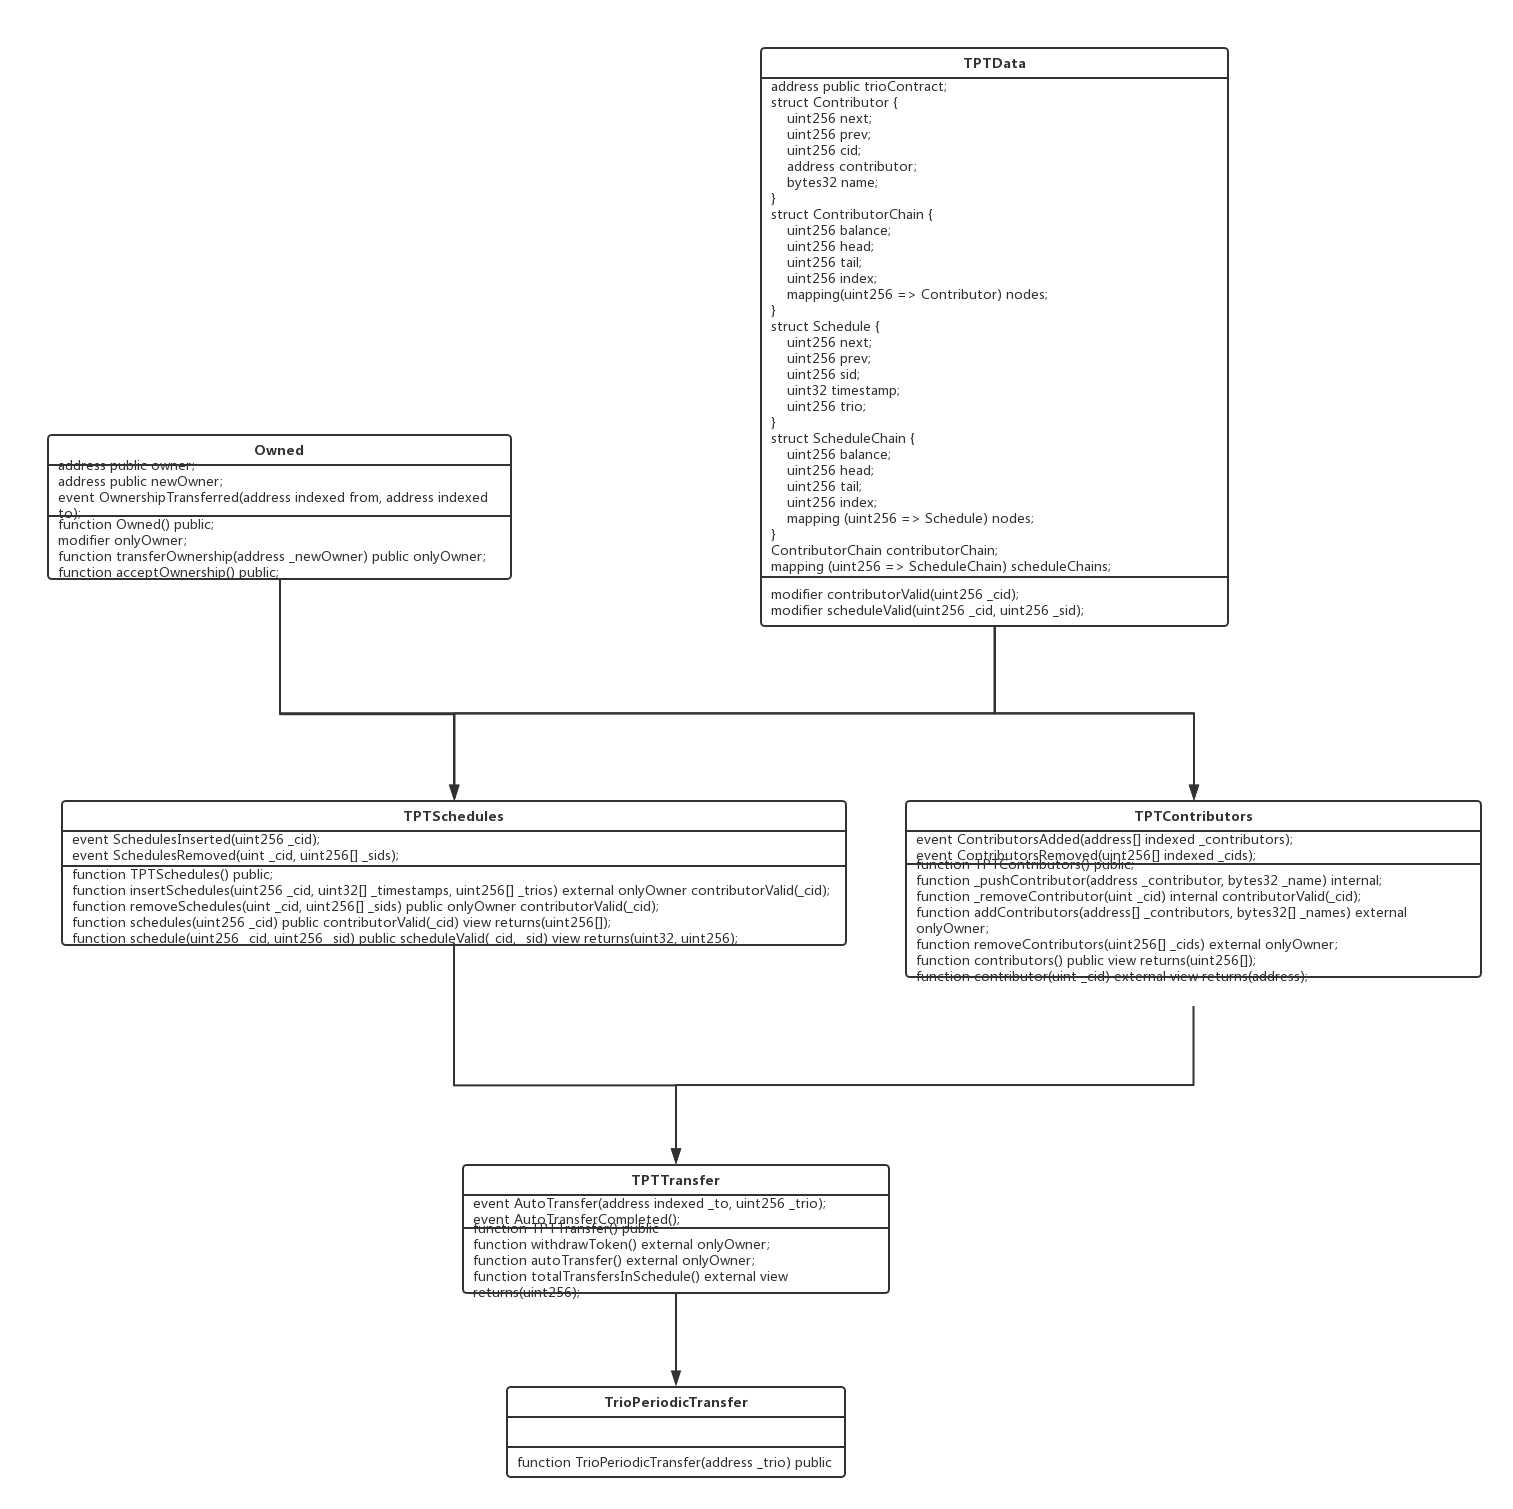 TPTData
address public trioContract;
struct Contributor {
uint256 next;
uint256 prev;
uint256 cid;
address contributor;
bytes32 name;
}
struct ContributorChain {
uint256 balance;
uint256 head;
uint256 tail;
uint256 index;
mapping(uint256 => Contributor) nodes;
}
struct Schedule {
uint256 next;
uint256 prev;
uint256 sid;
uint32 timestamp;
uint256 trio;
}
struct ScheduleChain {
uint256 balance;
uint256 head;
uint256 tail;
uint256 index;
mapping (uint256 => Schedule) nodes;
}
ContributorChain contributorChain;
mapping (uint256 => ScheduleChain) scheduleChains;
modifier contributorValid(uint256 _cid);
modifier scheduleValid(uint256 _cid, uint256 _sid);
Owned
address public owner;
address public newOwner;
event OwnershipTransferred(address indexed from, address indexed
to);
function Owned() public;
modifier onlyOwner;
function transferOwnership(address _newOwner) public onlyOwner;
function acceptOwnership() public;
TPTSchedules
event SchedulesInserted(uint256 _cid);
event SchedulesRemoved(uint _cid, uint256[] _sids);
function TPTSchedules() public;
function insertSchedules(uint256 _cid, uint32[] _timestamps, uint256[] _trios) external onlyOwner contributorValid(_cid);
function removeSchedules(uint _cid, uint256[] _sids) public onlyOwner contributorValid(_cid);
function schedules(uint256 _cid) public contributorValid(_cid) view returns(uint256[]);
function schedule(uint256 _cid, uint256 _sid) public scheduleValid(_cid, _sid) view returns(uint32, uint256);
TPTContributors
event ContributorsAdded(address[] indexed _contributors);
event ContributorsRemoved(uint256[] indexed _cids);
function TPTContributors() public;
function _pushContributor(address _contributor, bytes32 _name) internal;
function _removeContributor(uint _cid) internal contributorValid(_cid);
function addContributors(address[] _contributors, bytes32[] _names) external
onlyOwner;
function removeContributors(uint256[] _cids) external onlyOwner;
function contributors() public view returns(uint256[]);
function contributor(uint _cid) external view returns(address);
TPTTransfer
event AutoTransfer(address indexed _to, uint256 _trio);
event AutoTransferCompleted();
function TPTTransfer() public
function withdrawToken() external onlyOwner;
function autoTransfer() external onlyOwner;
function totalTransfersInSchedule() external view
returns(uint256);
TrioPeriodicTransfer
function TrioPeriodicTransfer(address _trio) public